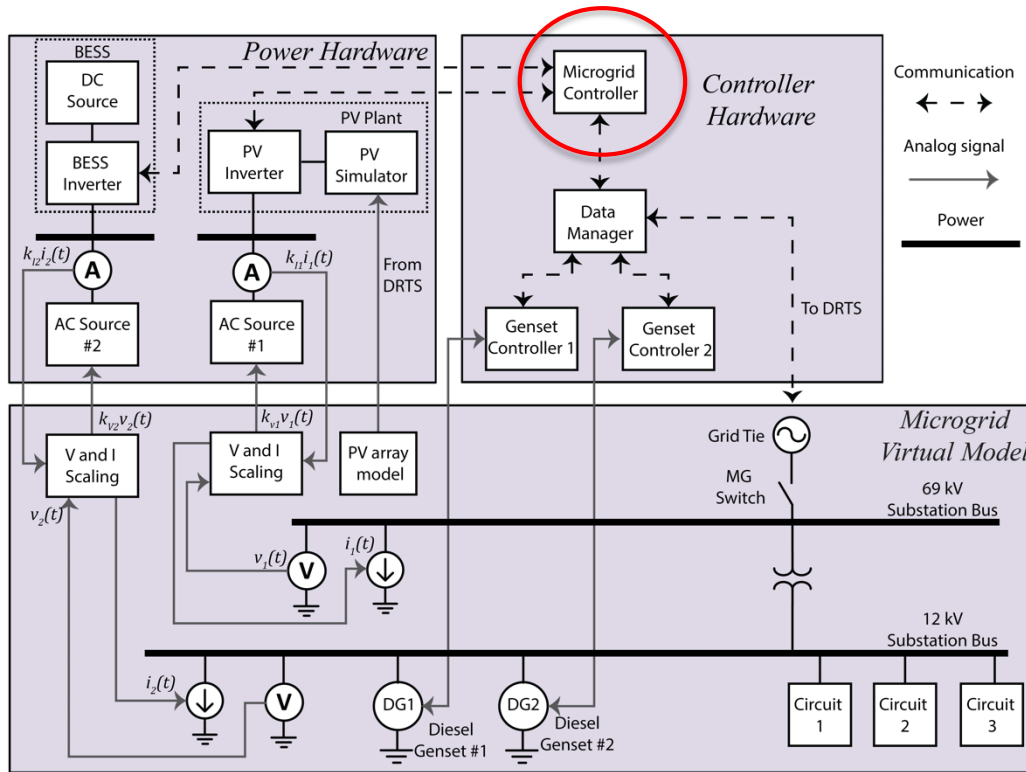 BESS
DC
Source
BESS
Inverter
Power Hardware
PV Plant
PV
Inverter
PV
Simulator
k_{I2}i_2(t)
A
AC Source
#2
k_{I1}i_1(t)
A
AC Source
#1
From
DRTS
Microgrid
Controller
Controller
Hardware
Data
Manager
Genset
Controller 1
Genset
Controler 2
To DRTS
Communication
Analog signal
Power
k_{V2}v_2(t)
V and I
Scaling
v_2(t)
k_{v1}v_1(t)
V and I
Scaling
PV array
model
Microgrid
Virtual Model
Grid Tie
MG
Switch
69 kV
Substation Bus
v_1(t)
V
i_1(t)
12 kV
Substation Bus
i_2(t)
V
DG1
Diesel
Genset #1
DG2
Diesel
Genset #2
Circuit
1
Circuit
2
Circuit
3